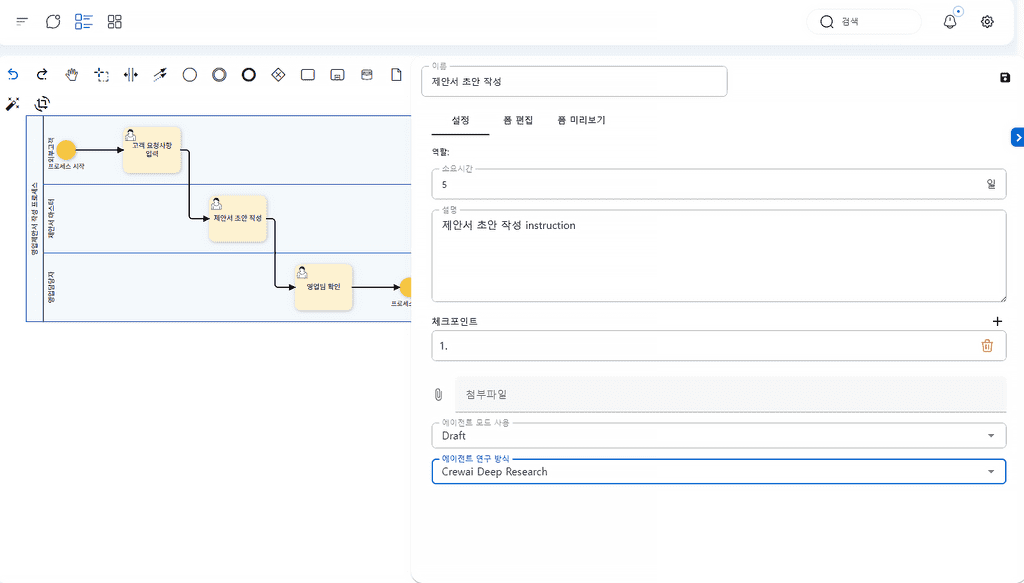 검색
이름
제안서 초안 작성
설정
폼 편집
폼 미리보기
역할:
소요시간
5
일
설명
제안서 초안 작성 instruction
체크포인트
1.
첨부파일
에이전트 모드 사용
Draft
에이전트 연구 방식
Crewai Deep Research
영업제안서 작성 프로세스
외부 고객
프로세스 시작
고객 요청사항
입력
제안서 마스터
제안서 초안 작성
영업담당자
영업팀 확인
프로세스